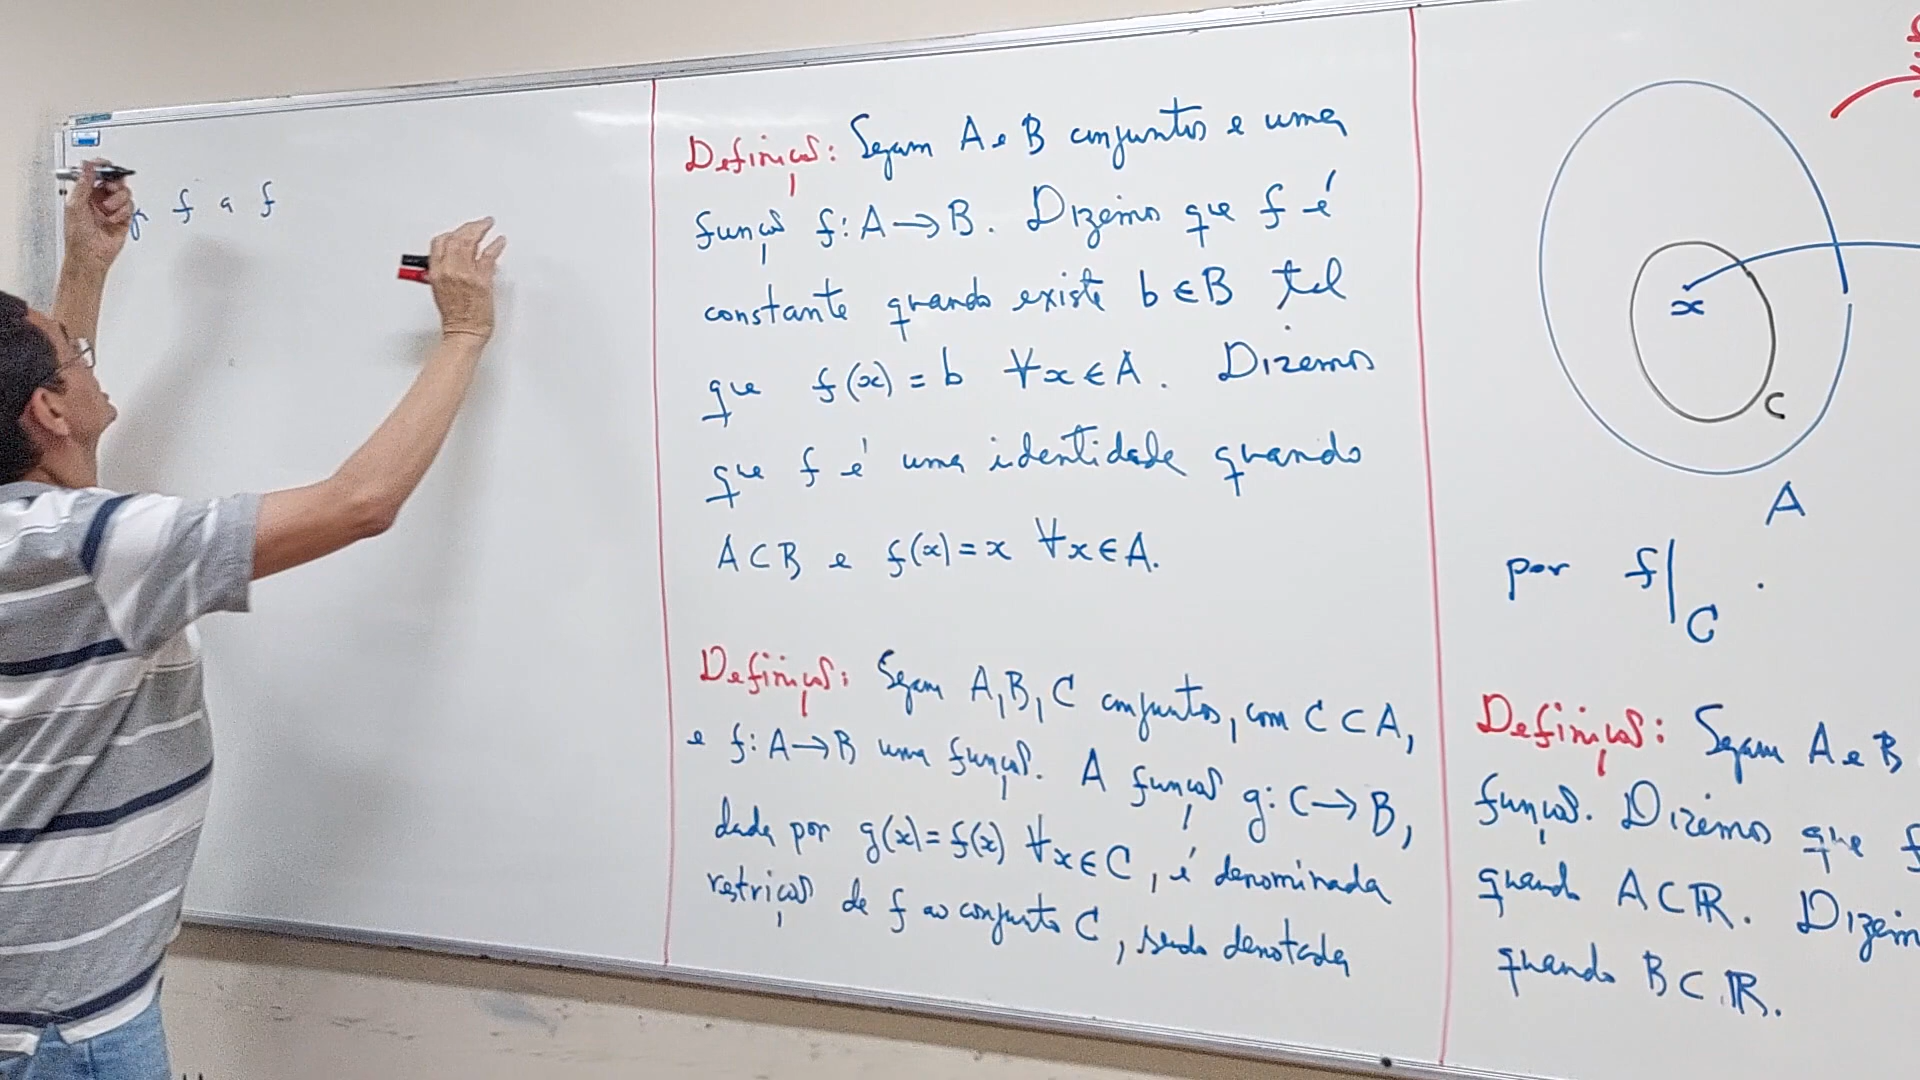 f a f
Definição: Sejam A e B conjuntos e uma
função f: A → B. Dizemos que f é
constante quando existe b ∈ B tal
que f(x) = b ∀x ∈ A. Dizemos
que f é uma identidade quando
A ⊂ B e f(x) = x ∀x ∈ A.
Definição: Sejam A, B, C conjuntos, com C ⊂ A,
e f: A → B uma função. A função g: C → B,
dada por g(x) = f(x) ∀x ∈ C, é denominada
restrição de f ao conjunto C, sendo denotada
x
C
A
por f|C .
Definição: Sejam A e B
função. Dizemos que f
quando A ⊂ ℝ. Dizem
quando B ⊂ ℝ.